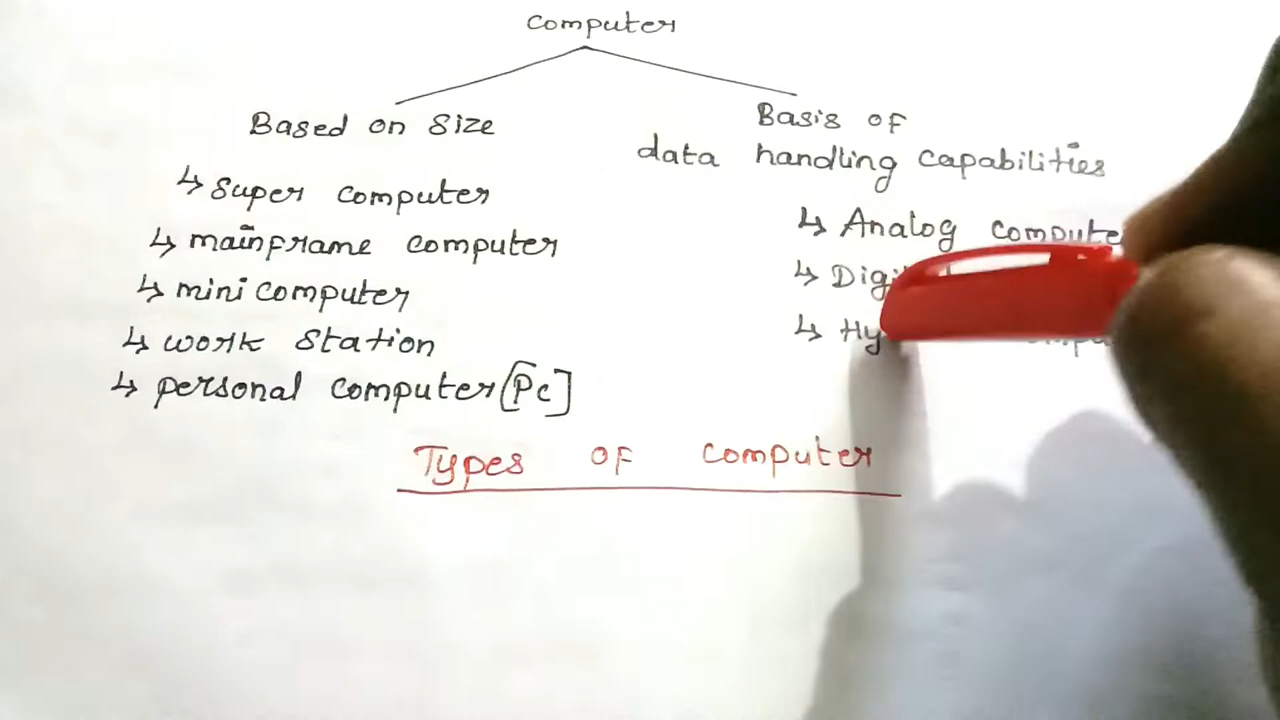 Computer
Based on Size
↳ Super computer
↳ mainframe computer
↳ mini computer
↳ work Station
↳ personal computer [PC]
Basis of
data handling capabilities
↳ Analog
↳
↳
Types of computer